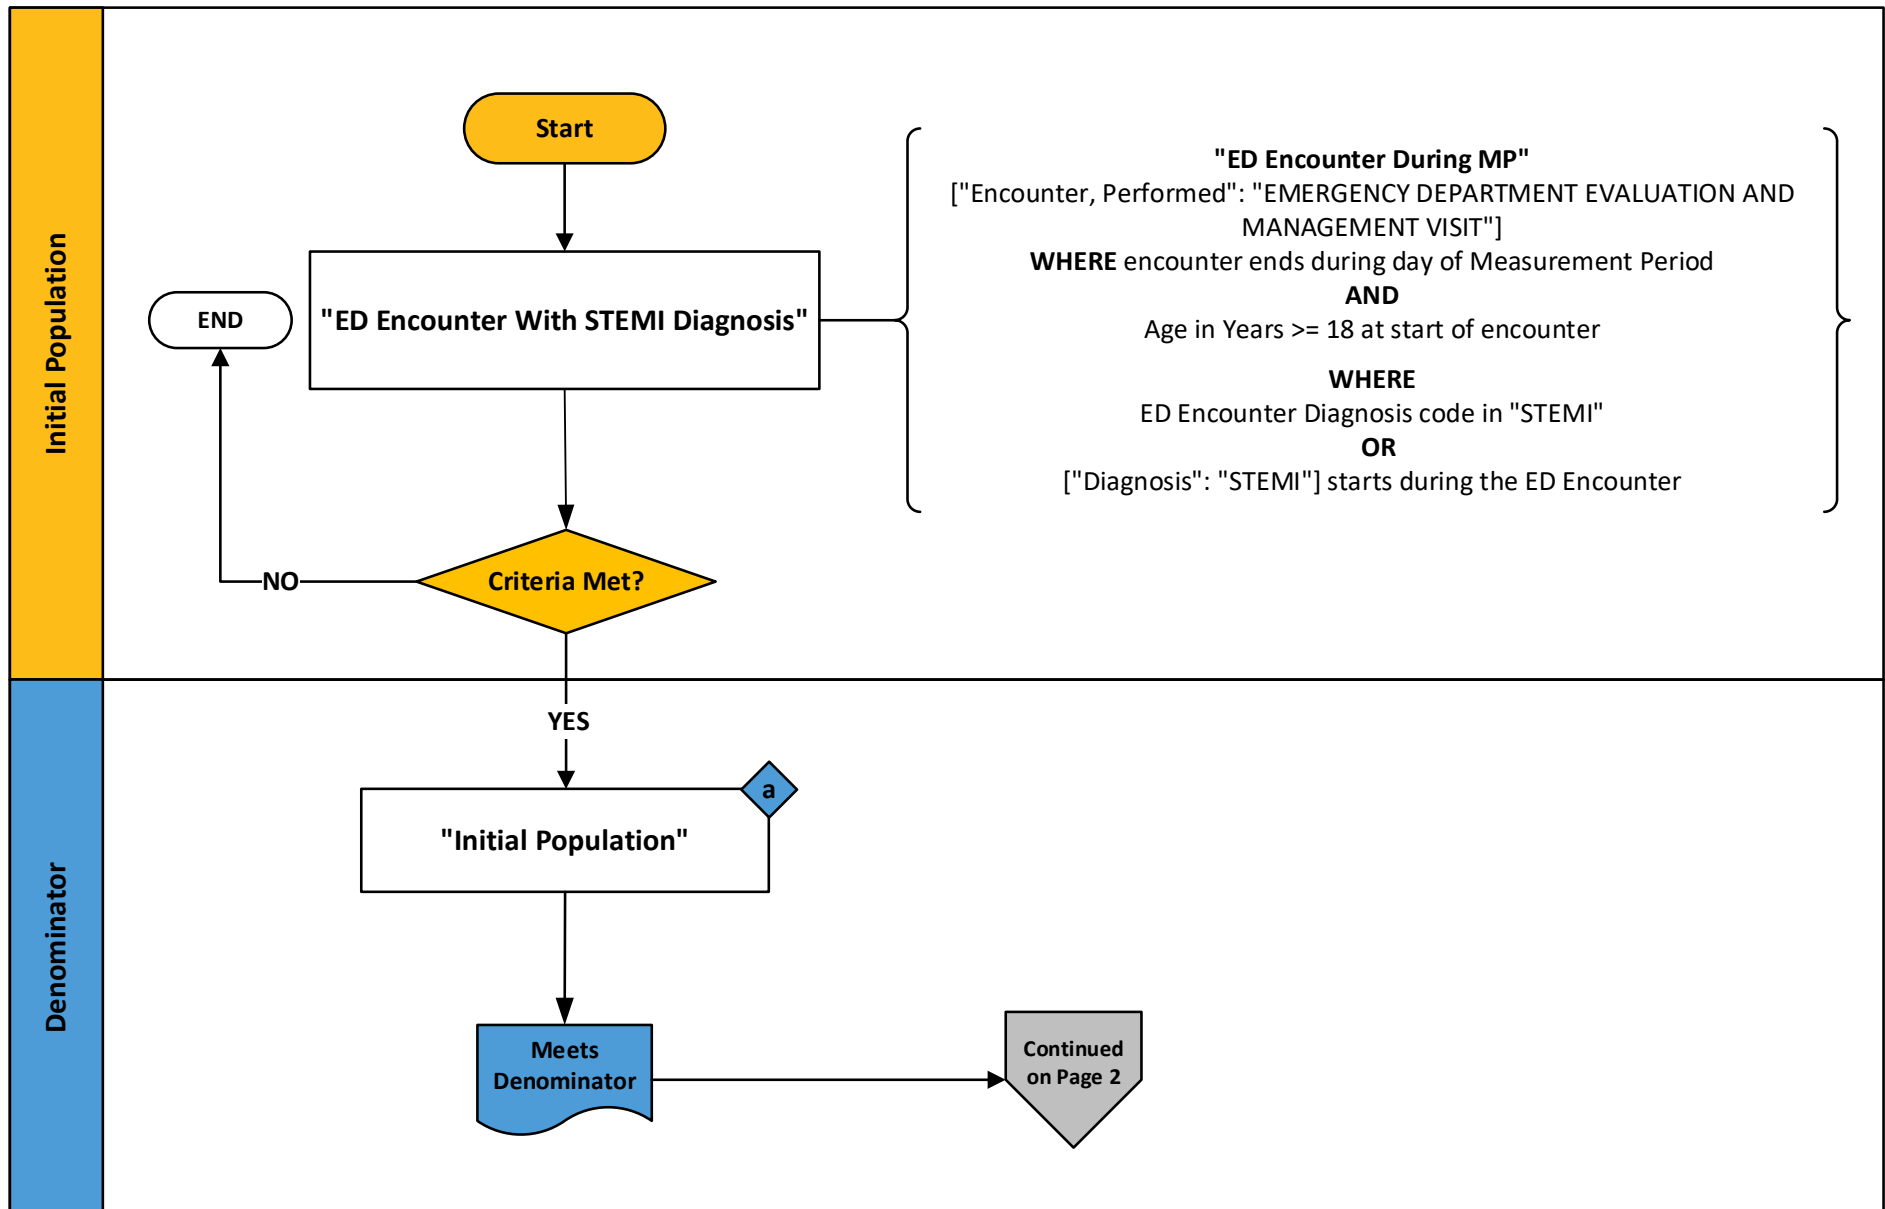 Initial Population
Start
"ED Encounter During MP"
["Encounter, Performed": "EMERGENCY DEPARTMENT EVALUATION AND
MANAGEMENT VISIT"]
WHERE encounter ends during day of Measurement Period
AND
Age in Years >= 18 at start of encounter
WHERE
ED Encounter Diagnosis code in "STEMI"
OR
["Diagnosis": "STEMI"] starts during the ED Encounter
"ED Encounter With STEMI Diagnosis"
END
NO
Criteria Met?
YES
Denominator
a
"Initial Population"
Meets
Denominator
Continued
on Page 2